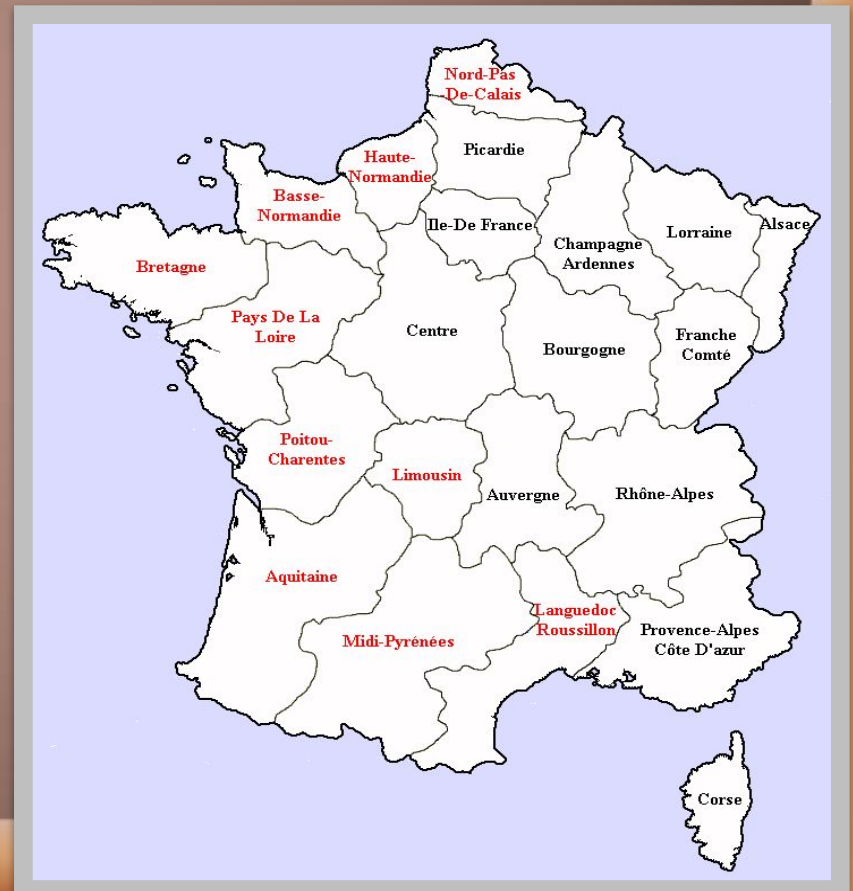 Nord-Pas
De-Calais
Picardie
Haute-
Normandie
Basse-
Normandie
Ile-De France
Champagne
Ardennes
Lorraine
Alsace
Bretagne
Pays De La
Loire
Centre
Bourgogne
Franche
Comté
Poitou-
Charentes
Limousin
Auvergne
Rhône-Alpes
Aquitaine
Midi-Pyrénées
Languedoc
Roussillon
Provence-Alpes
Côte D'azur
Corse